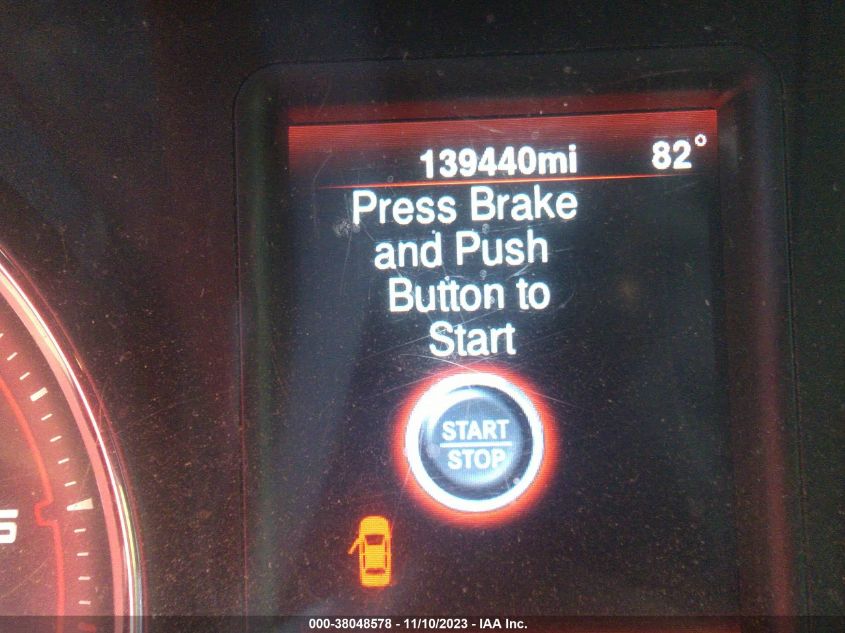 139440mi 82°
Press Brake
and Push
Button to
Start
START
STOP
000-38048578 - 11/10/2023 - IAA Inc.